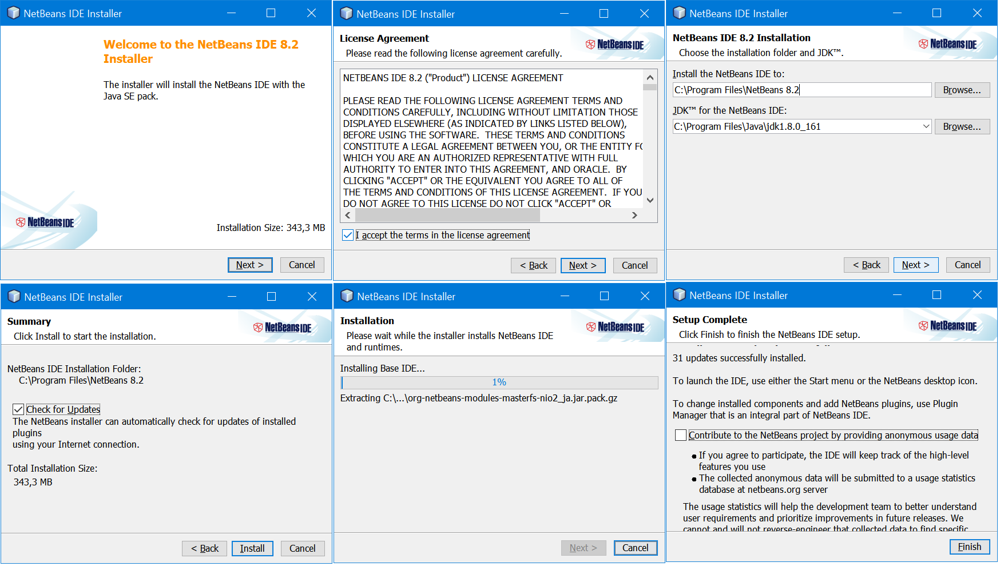 NetBeans IDE Installer
Welcome to the NetBeans IDE 8.2
Installer
The installer will install the NetBeans IDE with the
Java SE pack.
NetBeans IDE
Installation Size: 343,3 MB
Next >
Cancel
NetBeans IDE Installer
License Agreement
Please read the following license agreement carefully.
NetBeans IDE
NETBEANS IDE 8.2 ("Product") LICENSE AGREEMENT
PLEASE READ THE FOLLOWING LICENSE AGREEMENT TERMS AND
CONDITIONS CAREFULLY, INCLUDING WITHOUT LIMITATION THOSE
DISPLAYED ELSEWHERE (AS INDICATED BY LINKS LISTED BELOW),
BEFORE USING THE SOFTWARE.  THESE TERMS AND CONDITIONS
CONSTITUTE A LEGAL AGREEMENT BETWEEN YOU, OR THE ENTITY
WHICH YOU ARE AN AUTHORIZED REPRESENTATIVE WITH FULL
AUTHORITY TO ENTER INTO THIS AGREEMENT, AND ORACLE.  BY
CLICKING "ACCEPT" OR THE EQUIVALENT YOU AGREE TO ALL OF
THE TERMS AND CONDITIONS OF THIS LICENSE AGREEMENT.  IF YOU
DO NOT AGREE TO THIS LICENSE DO NOT CLICK "ACCEPT" OR
I accept the terms in the license agreement
< Back
Next >
Cancel
NetBeans IDE Installer
NetBeans IDE 8.2 Installation
Choose the installation folder and JDK™.
NetBeans IDE
Install the NetBeans IDE to:
C:\Program Files\NetBeans 8.2
Browse...
JDK™ for the NetBeans IDE:
C:\Program Files\Java\jdk1.8.0_161
Browse...
< Back
Next >
Cancel
NetBeans IDE Installer
Summary
Click Install to start the installation.
NetBeans IDE
NetBeans IDE Installation Folder:
C:\Program Files\NetBeans 8.2
Check for Updates
The NetBeans installer can automatically check for updates of installed
plugins
using your Internet connection.
Total Installation Size:
343,3 MB
< Back
Install
Cancel
NetBeans IDE Installer
Installation
Please wait while the installer installs NetBeans IDE
and runtimes.
NetBeans IDE
Installing Base IDE...
1%
Extracting C:\...\org-netbeans-modules-masterfs-nio2_ja.jar.pack.gz
Next >
Cancel
NetBeans IDE Installer
Setup Complete
Click Finish to finish the NetBeans IDE setup.
NetBeans IDE
31 updates successfully installed.
To launch the IDE, use either the Start menu or the NetBeans desktop icon.
To change installed components and add NetBeans plugins, use Plugin
Manager that is an integral part of NetBeans IDE.
Contribute to the NetBeans project by providing anonymous usage data
If you agree to participate, the IDE will keep track of the high-level
features you use
The collected anonymous data will be submitted to a usage statistics
database at netbeans.org server
The usage statistics will help the development team to better understand
user requirements and prioritize improvements in future releases. We
cannot and will not reverse-engineer that collected data to find specific
Finish